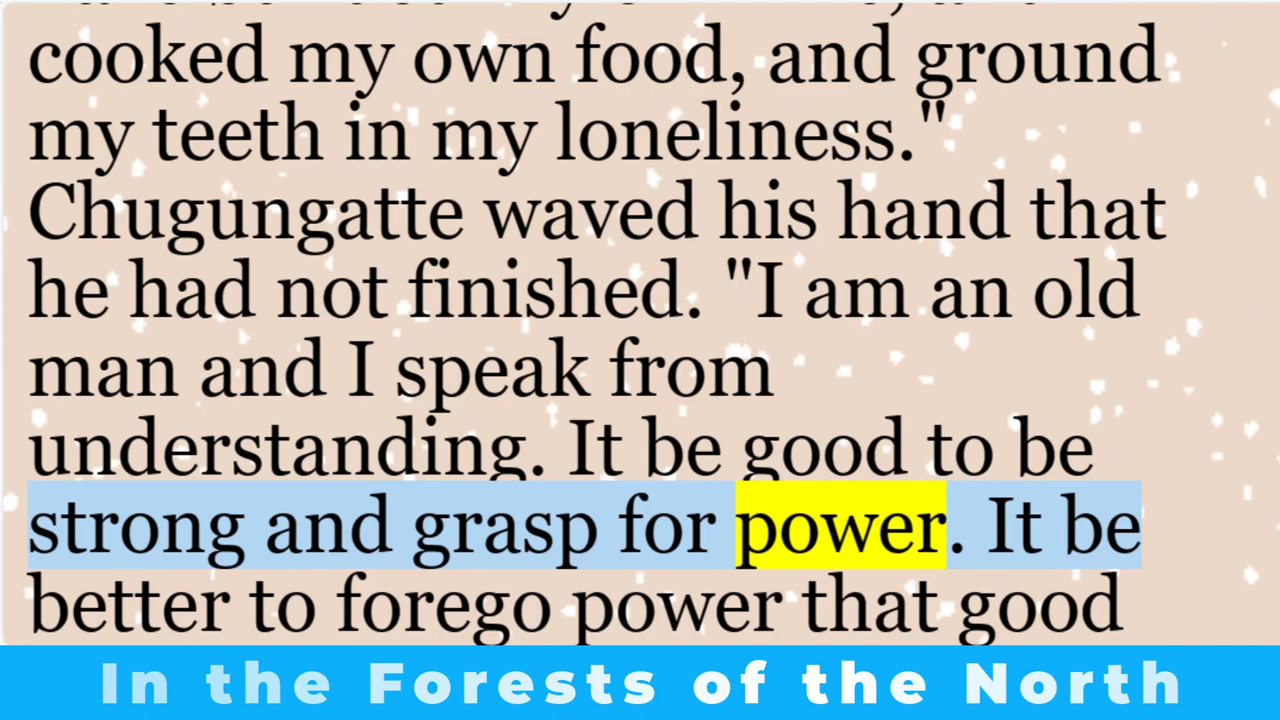 cooked my own food, and ground
my teeth in my loneliness."
Chugungatte waved his hand that
he had not finished. "I am an old
man and I speak from
understanding. It be good to be
strong and grasp for power. It be
better to forego power that good
In the Forests of the North